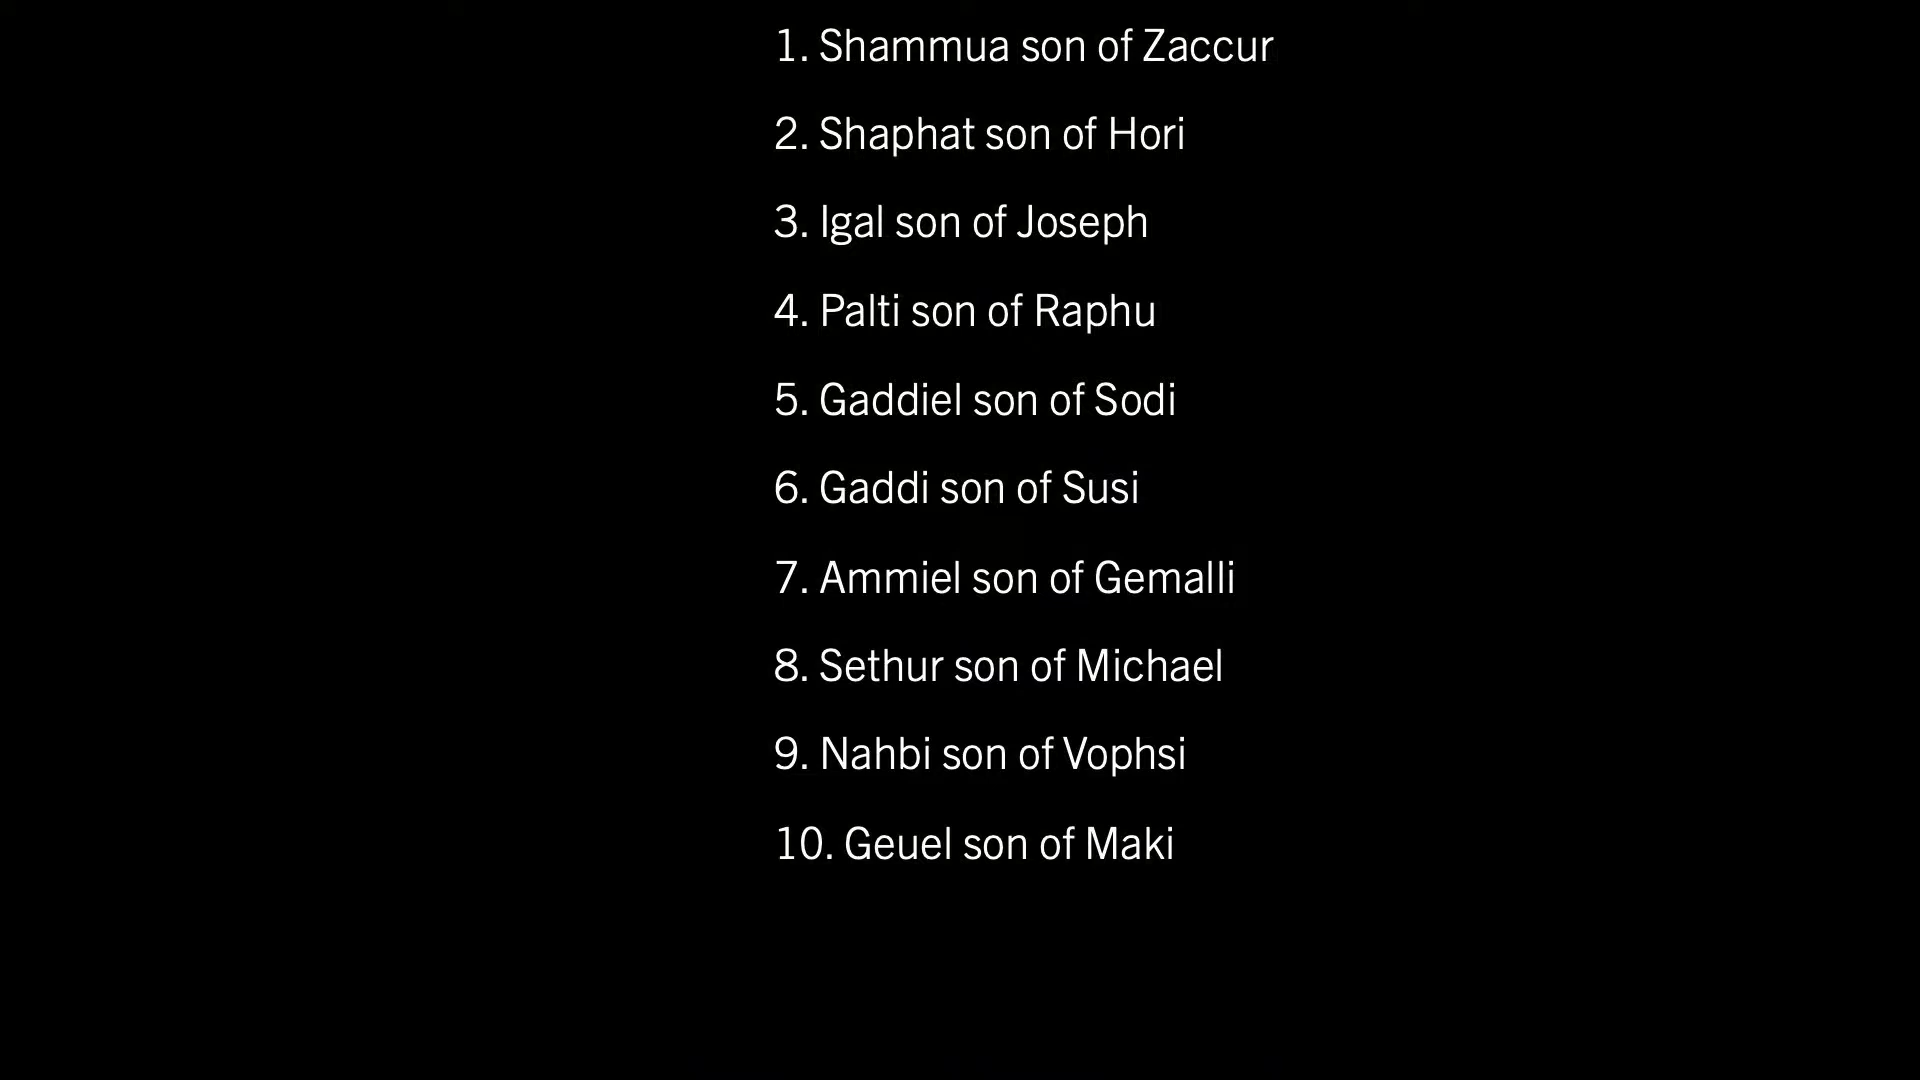 1. Shammua son of Zaccur
2. Shaphat son of Hori
3. Igal son of Joseph
4. Palti son of Raphu
5. Gaddiel son of Sodi
6. Gaddi son of Susi
7. Ammiel son of Gemalli
8. Sethur son of Michael
9. Nahbi son of Vophsi
10. Geuel son of Maki